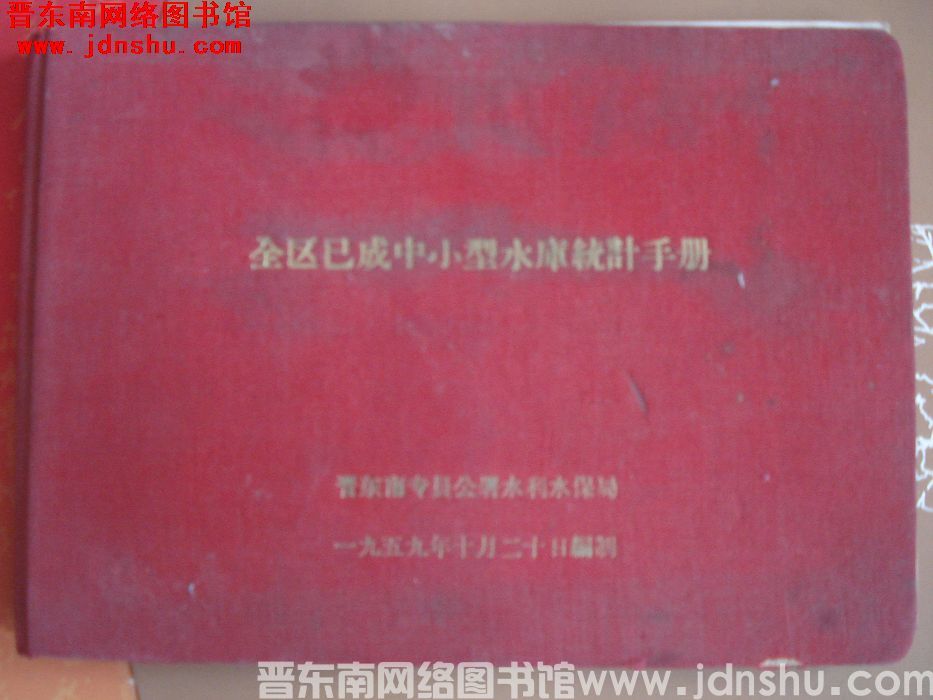 晋东南网络图书馆
www.jdnshu.com
全区已成中小型水库統計手册
晋东南专員公署水利水保局
一九五九年十月二十日編制
晋东南网络图书馆www.jdnshu.com